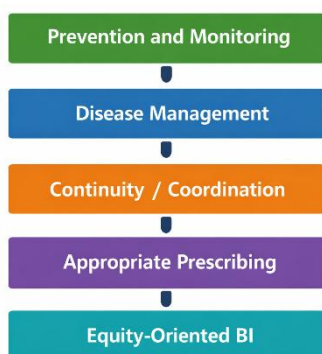 Prevention and Monitoring
Disease Management
Continuity / Coordination
Appropriate Prescribing
Equity-Oriented BI